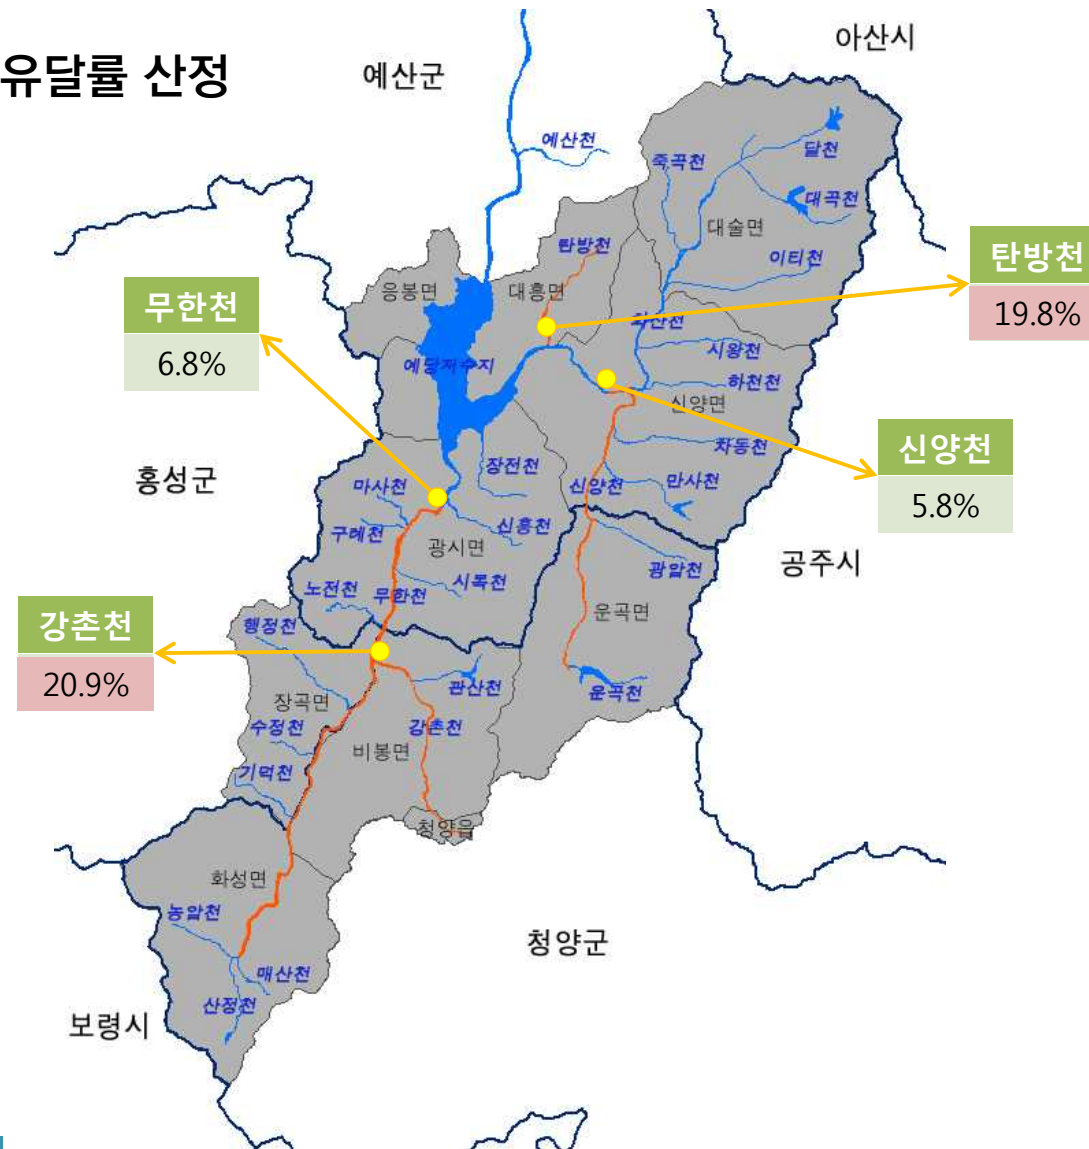 유달률 산정
아산시
예산군
예산천
죽곡천
달천
대곡천
대술면
탄방천
이티천
탄방천
19.8%
응봉면
대흥면
무한천
6.8%
화산천
시왕천
예당저수지
하천천
신양면
차동천
신양천
5.8%
장전천
홍성군
마사천
신양천
만사천
구례천
신흥천
광시면
공주시
광암천
시목천
노전천
무한천
운곡면
강촌천
20.9%
행정천
관산천
운곡천
장곡면
수정천
강촌천
비봉면
기덕천
청양읍
화성면
농암천
청양군
매산천
산정천
보령시